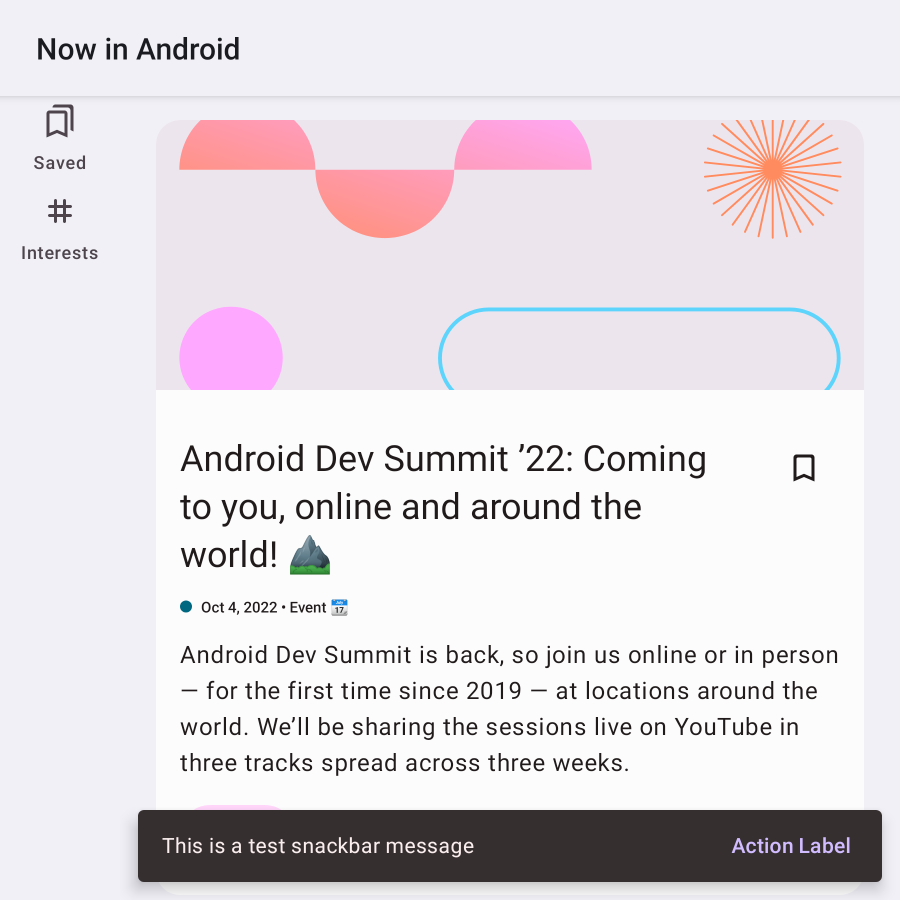 Now in Android
Saved
Interests
Android Dev Summit ’22: Coming
to you, online and around the
world! ⛰️
Oct 4, 2022 • Event 📆
Android Dev Summit is back, so join us online or in person
— for the first time since 2019 — at locations around the
world. We’ll be sharing the sessions live on YouTube in
three tracks spread across three weeks.
This is a test snackbar message
Action Label